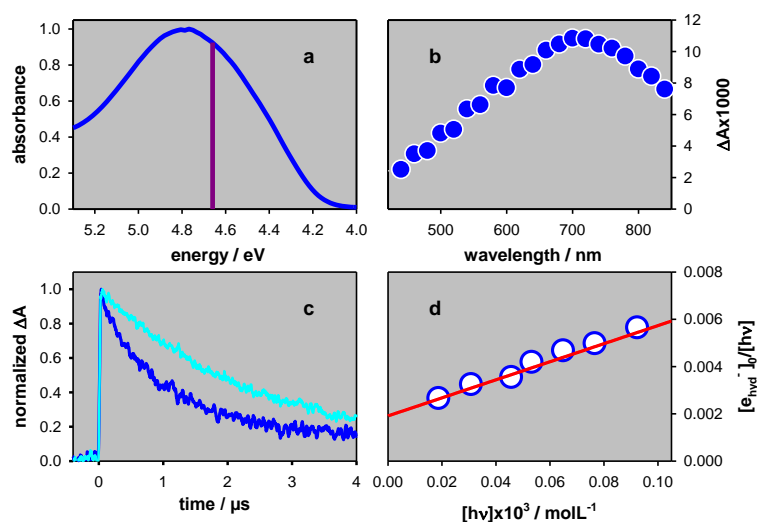 a
absorbance
1.0
0.8
0.6
0.4
0.2
0.0
5.2 5.0 4.8 4.6 4.4 4.2 4.0
energy / eV
b
12
10
8
6
4
2
0
ΔAx1000
500 600 700 800
wavelength / nm
c
normalized ΔA
1.0
0.8
0.6
0.4
0.2
0.0
0 1 2 3 4
time / µs
d
0.008
0.006
0.004
0.002
0.000
[e_hyd⁻]₀/[hν]
0.00 0.02 0.04 0.06 0.08 0.10
[hν]x10³ / molL⁻¹